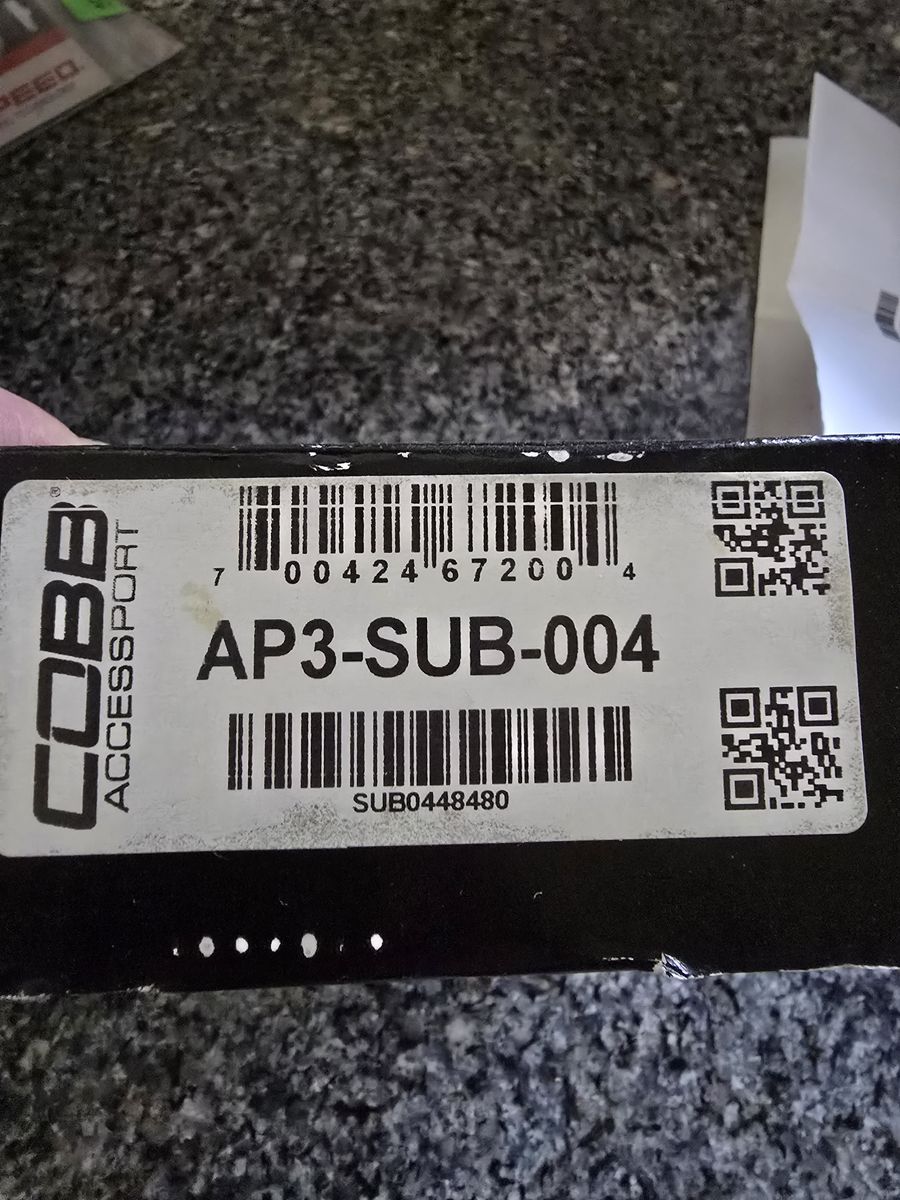 COBB®
ACCESSPORT
7 00424 67200 4
AP3-SUB-004
SUB0448480